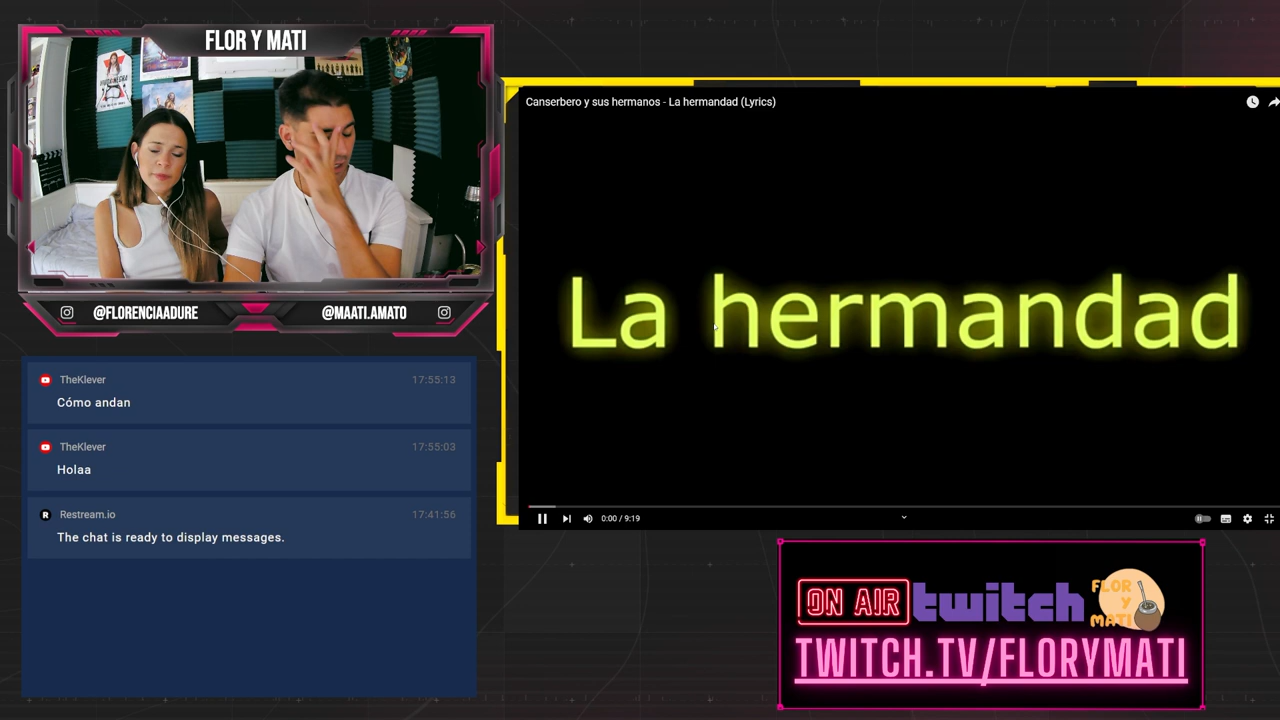 FLOR Y MATI
@FLORENCIAADURE
@MAATI.AMATO
TheKlever
17:55:13
Cómo andan
TheKlever
17:55:03
Holaa
R
Restream.io
17:41:56
The chat is ready to display messages.
Canserbero y sus hermanos - La hermandad (Lyrics)
La hermandad
0:00 / 9:19
ON AIR
twitch
FLOR
Y
MATI
TWITCH.TV/FLORYMATI